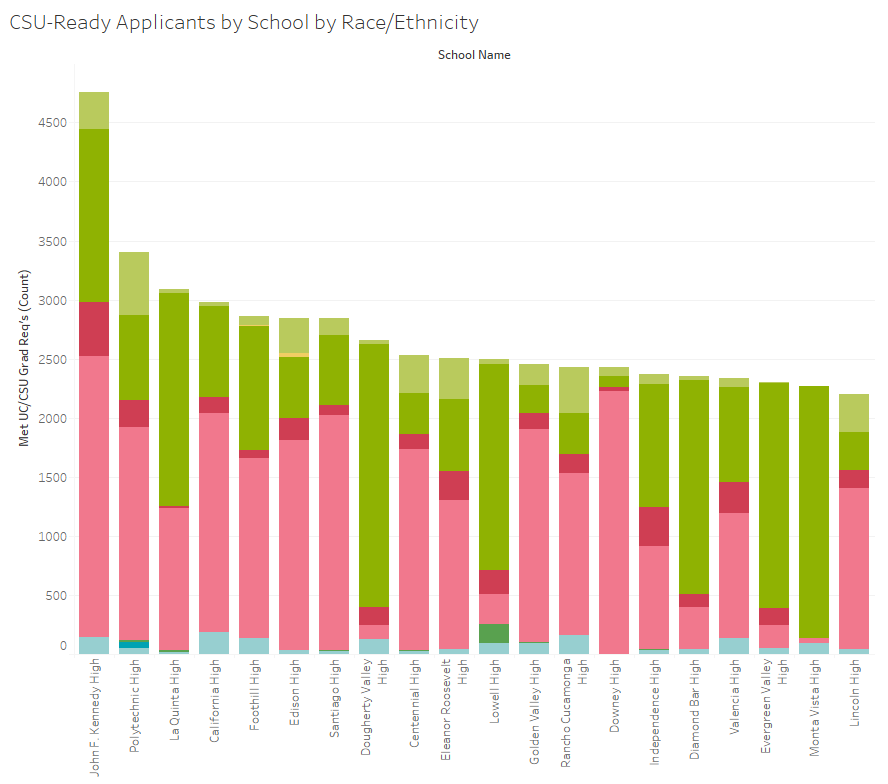 CSU-Ready Applicants by School by Race/Ethnicity
School Name
Met UC/CSU Grad Req's (Count)
4500
4000
3500
3000
2500
2000
1500
1000
500
0
John F. Kennedy High
Polytechnic High
La Quinta High
California High
Foothill High
Edison High
Santiago High
Dougherty Valley
High
Centennial High
Eleanor Roosevelt
High
Lowell High
Golden Valley High
Rancho Cucamonga
High
Downey High
Independence High
Diamond Bar High
Valencia High
Evergreen Valley
High
Monta Vista High
Lincoln High